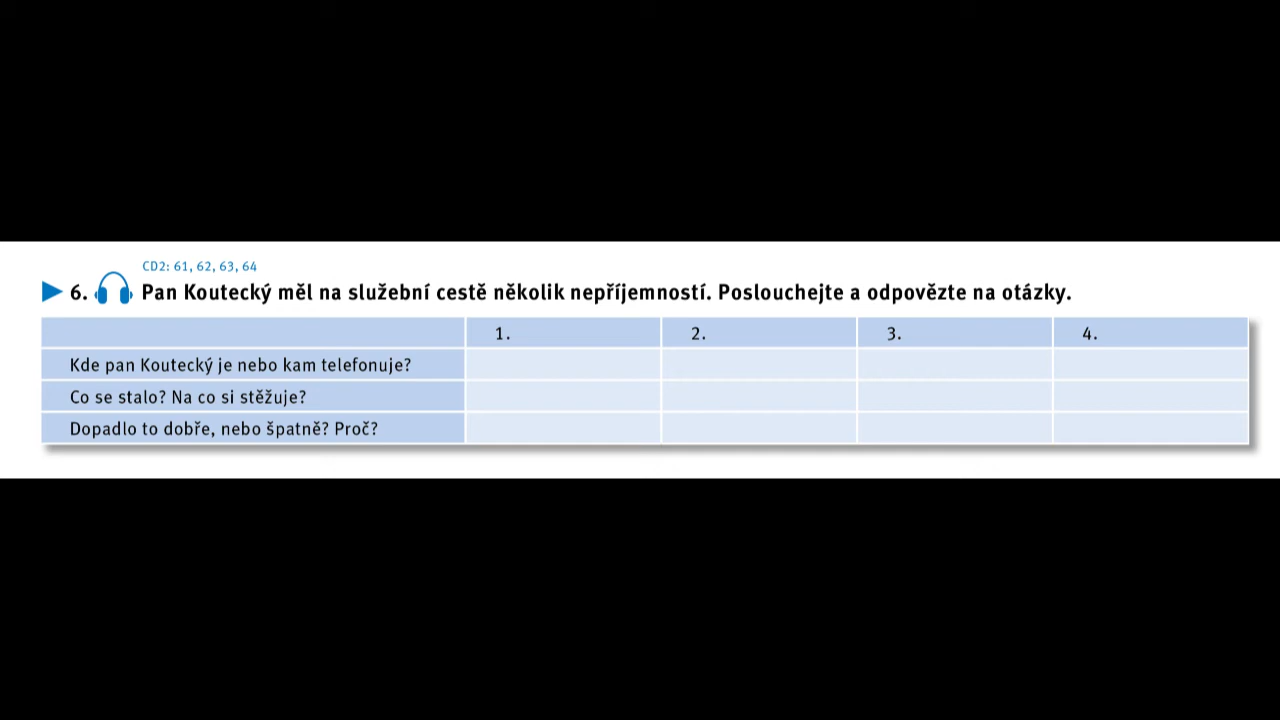 CD2: 61, 62, 63, 64
6. Pan Koutecký měl na služební cestě několik nepříjemností. Poslouchejte a odpovězte na otázky.
1. 2. 3. 4.
Kde pan Koutecký je nebo kam telefonuje?
Co se stalo? Na co si stěžuje?
Dopadlo to dobře, nebo špatně? Proč?